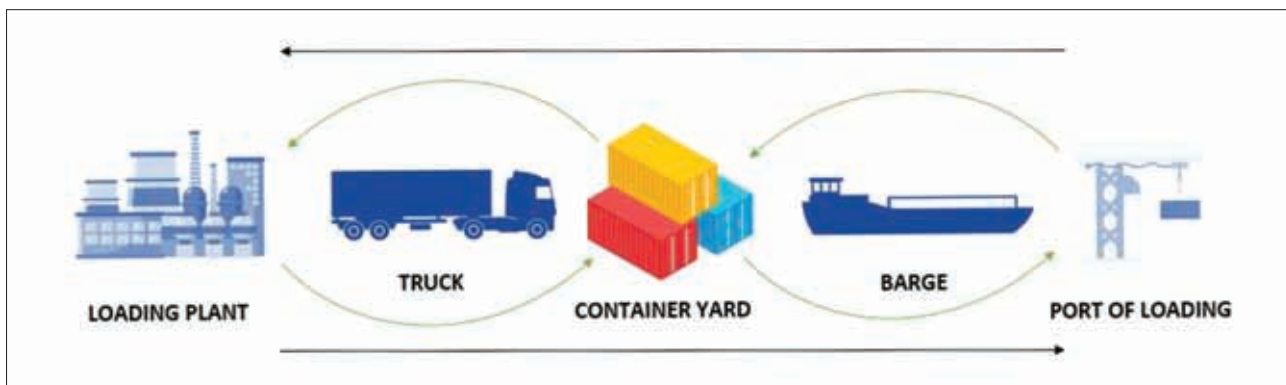 TRUCK
BARGE
LOADING PLANT
CONTAINER YARD
PORT OF LOADING